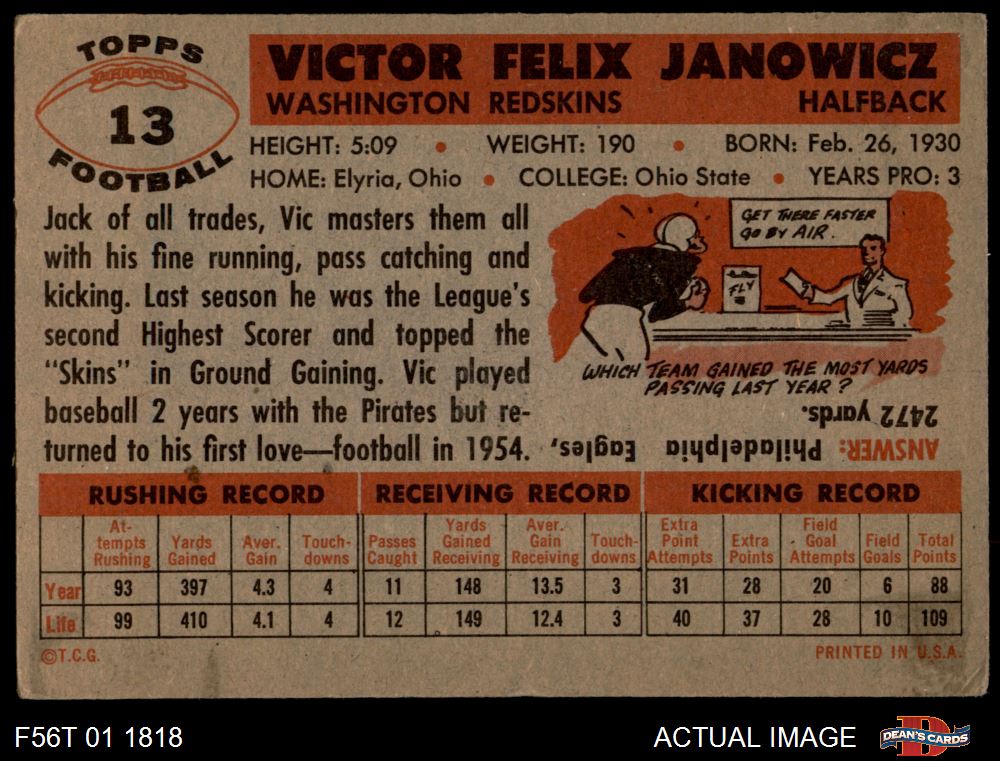 TOPPS
13
FOOTBALL
VICTOR FELIX JANOWICZ
WASHINGTON REDSKINS HALFBACK
HEIGHT: 5:09 • WEIGHT: 190 • BORN: Feb. 26, 1930
HOME: Elyria, Ohio • COLLEGE: Ohio State • YEARS PRO: 3
Jack of all trades, Vic masters them all
with his fine running, pass catching and
kicking. Last season he was the League's
second Highest Scorer and topped the
"Skins" in Ground Gaining. Vic played
baseball 2 years with the Pirates but re-
turned to his first love—football in 1954.
GET THERE FASTER
GO BY AIR.
FLY
WHICH TEAM GAINED THE MOST YARDS
PASSING LAST YEAR?
ANSWER: Philadelphia Eagles,
2472 yards.
RUSHING RECORD RECEIVING RECORD KICKING RECORD
At-tempts Rushing Yards Gained Aver. Gain Touch-downs Passes Caught Yards Gained Receiving Aver. Gain Receiving Touch-downs Extra Point Attempts Extra Points Field Goal Attempts Field Goals Total Points
Year 93 397 4.3 4 11 148 13.5 3 31 28 20 6 88
Life 99 410 4.1 4 12 149 12.4 3 40 37 28 10 109
©T.C.G. PRINTED IN U.S.A.
F56T 01 1818 ACTUAL IMAGE D DEAN'S CARDS